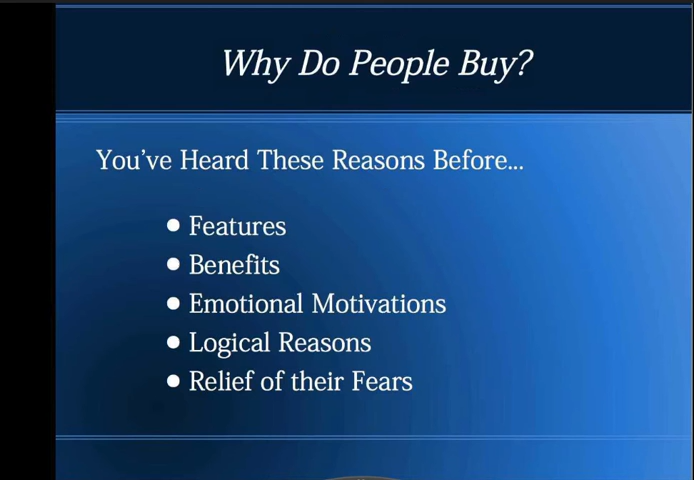 Why Do People Buy?
You've Heard These Reasons Before...
● Features
● Benefits
● Emotional Motivations
● Logical Reasons
● Relief of their Fears